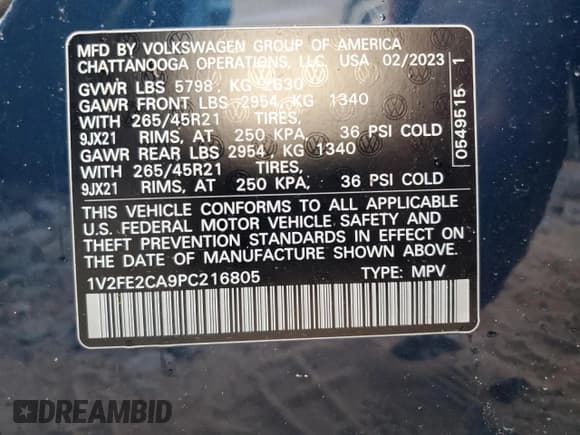 MFD BY VOLKSWAGEN GROUP OF AMERICA
CHATTANOOGA OPERATIONS, LLC, USA 02/2023
GVWR LBS 5798, KG 2630
GAWR FRONT LBS 2954, KG 1340
WITH 265/45R21 TIRES,
9JX21 RIMS, AT 250 KPA, 36 PSI COLD
GAWR REAR LBS 2954, KG 1340
WITH 265/45R21 TIRES,
9JX21 RIMS, AT 250 KPA, 36 PSI COLD
THIS VEHICLE CONFORMS TO ALL APPLICABLE
U.S. FEDERAL MOTOR VEHICLE SAFETY AND
THEFT PREVENTION STANDARDS IN EFFECT ON
THE DATE OF MANUFACTURE SHOWN ABOVE.
1V2FE2CA9PC216805 TYPE: MPV
0549515 1
DREAMBID